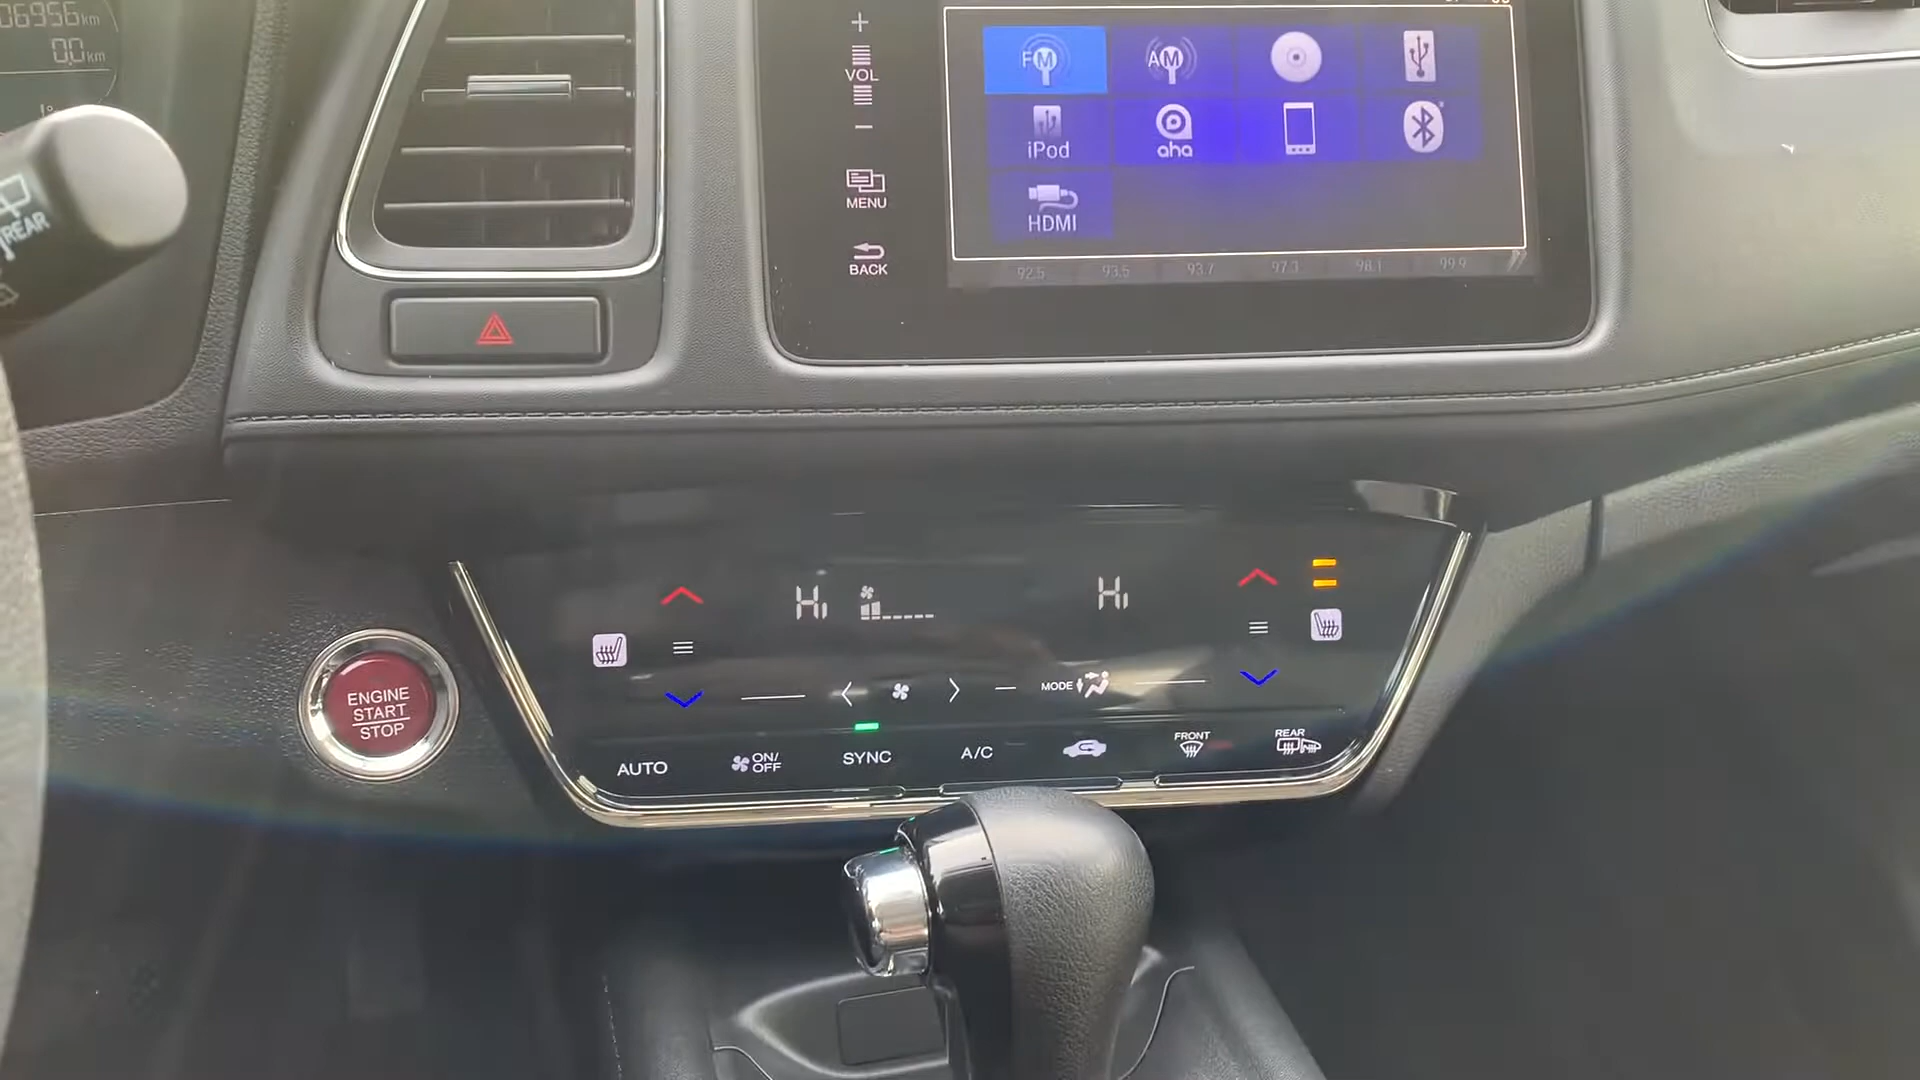 06956km
0.0km
REAR
+
VOL
−
MENU
BACK
FM
AM
iPod
aha
HDMI
92.5 93.5 93.7 97.1 98.1 99.9
ENGINE
START
STOP
Hi
Hi
MODE
AUTO
ON/
OFF
SYNC
A/C
FRONT
REAR